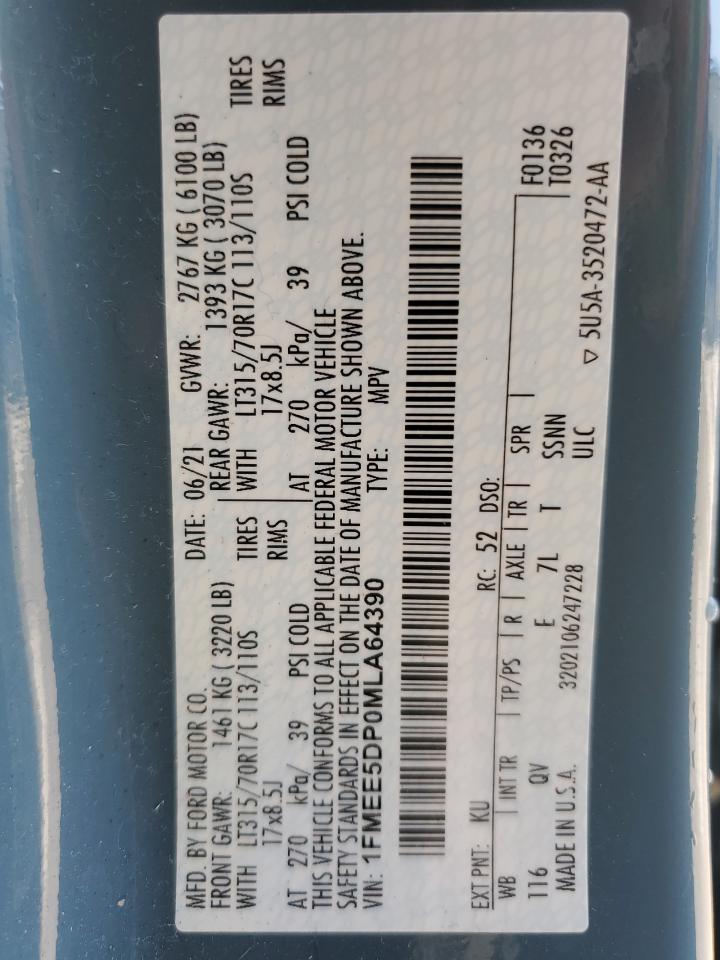 MFD. BY FORD MOTOR CO. DATE: 06/21 GVWR: 2767 KG ( 6100 LB)
FRONT GAWR: 1461 KG ( 3220 LB) REAR GAWR: 1393 KG ( 3070 LB)
WITH LT315/70R17C 113/110S TIRES WITH LT315/70R17C 113/110S TIRES
17x8.5J RIMS 17x8.5J RIMS
AT 270 kPa/ 39 PSI COLD AT 270 kPa/ 39 PSI COLD
THIS VEHICLE CONFORMS TO ALL APPLICABLE FEDERAL MOTOR VEHICLE
SAFETY STANDARDS IN EFFECT ON THE DATE OF MANUFACTURE SHOWN ABOVE.
VIN: 1FMEE5DP0MLA64390 TYPE: MPV
EXT PNT: KU RC: 52 DSO:
WB INT TR TP/PS R AXLE TR SPR F0136
116 QV E 7L T SSNN T0326
MADE IN U.S.A. 3202106247228 ULC
▽ 5U5A-3520472-AA